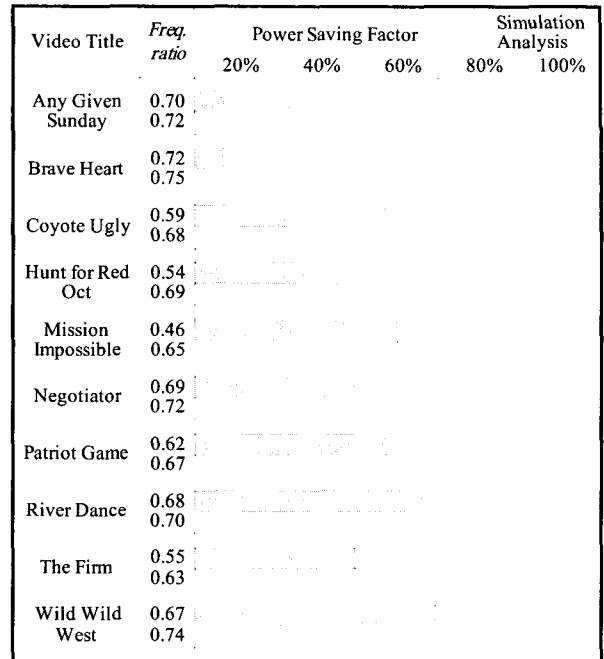 Video Title Freq. ratio Power Saving Factor Simulation Analysis
20% 40% 60% 80% 100%
Any Given 0.70
Sunday 0.72
Brave Heart 0.72
0.75
Coyote Ugly 0.59
0.68
Hunt for Red 0.54
Oct 0.69
Mission 0.46
Impossible 0.65
Negotiator 0.69
0.72
Patriot Game 0.62
0.67
River Dance 0.68
0.70
The Firm 0.55
0.63
Wild Wild 0.67
West 0.74